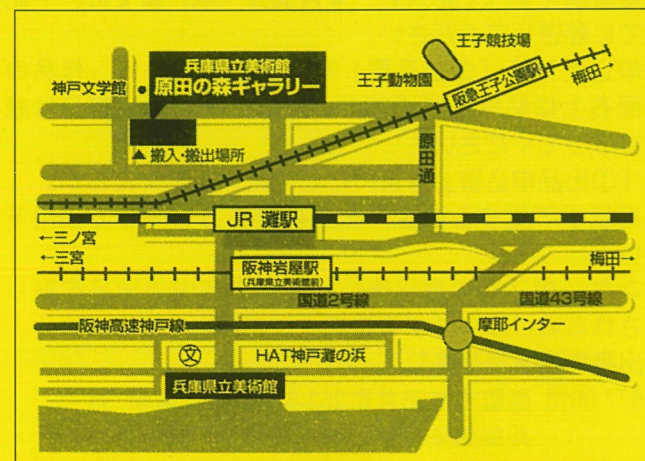 王子競技場
兵庫県立美術館
原田の森ギャラリー
神戸文学館
王子動物園
阪急王子公園駅
梅田→
▲ 搬入・搬出場所
原田通
JR 灘駅
←三ノ宮
←三宮
阪神岩屋駅
(兵庫県立美術館前)
梅田→
国道2号線
国道43号線
阪神高速神戸線
摩耶インター
文
HAT神戸灘の浜
兵庫県立美術館